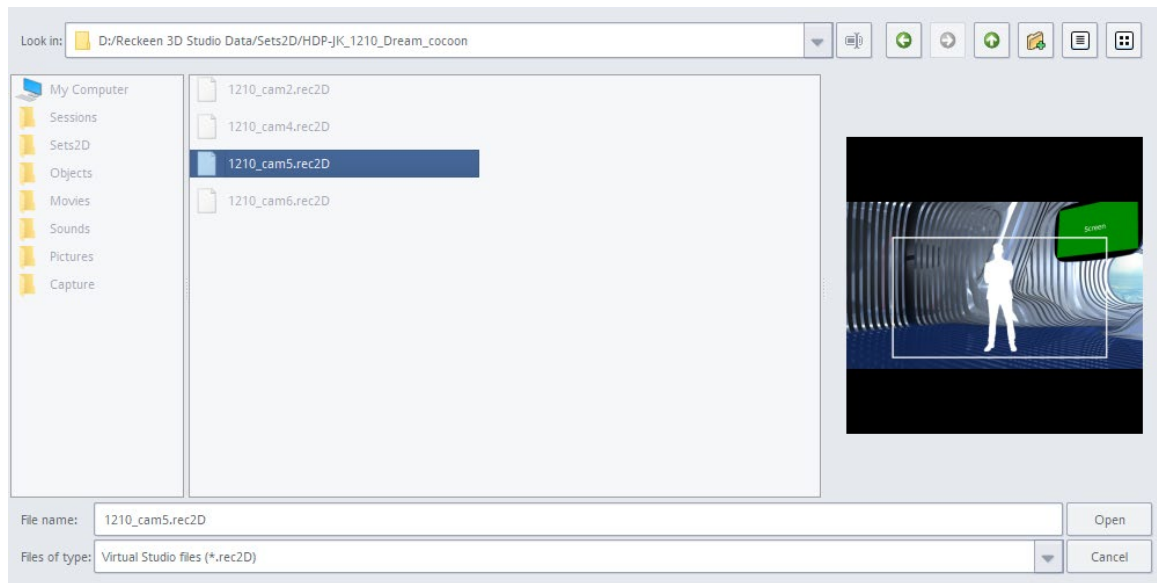 Look in: D:/Reckeen 3D Studio Data/Sets2D/HDP-JK_1210_Dream_cocoon
My Computer
Sessions
Sets2D
Objects
Movies
Sounds
Pictures
Capture
1210_cam2.rec2D
1210_cam4.rec2D
1210_cam5.rec2D
1210_cam6.rec2D
Screen
File name: 1210_cam5.rec2D Open
Files of type: Virtual Studio files (*.rec2D) Cancel